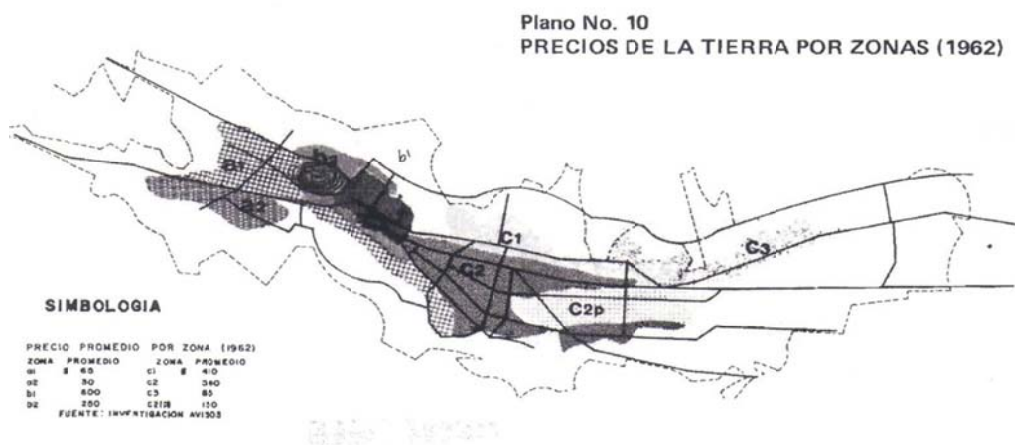 Plano No. 10
PRECIOS DE LA TIERRA POR ZONAS (1962)
b1
C1
C3
C2
C2p
SIMBOLOGIA
PRECIO PROMEDIO POR ZONA (1962)
ZONA PROMEDIO ZONA PROMEDIO
a1 $ 65 c1 $ 410
a2 c2
b1 600 c3 85
b2 250 110
FUENTE: INVESTIGACION